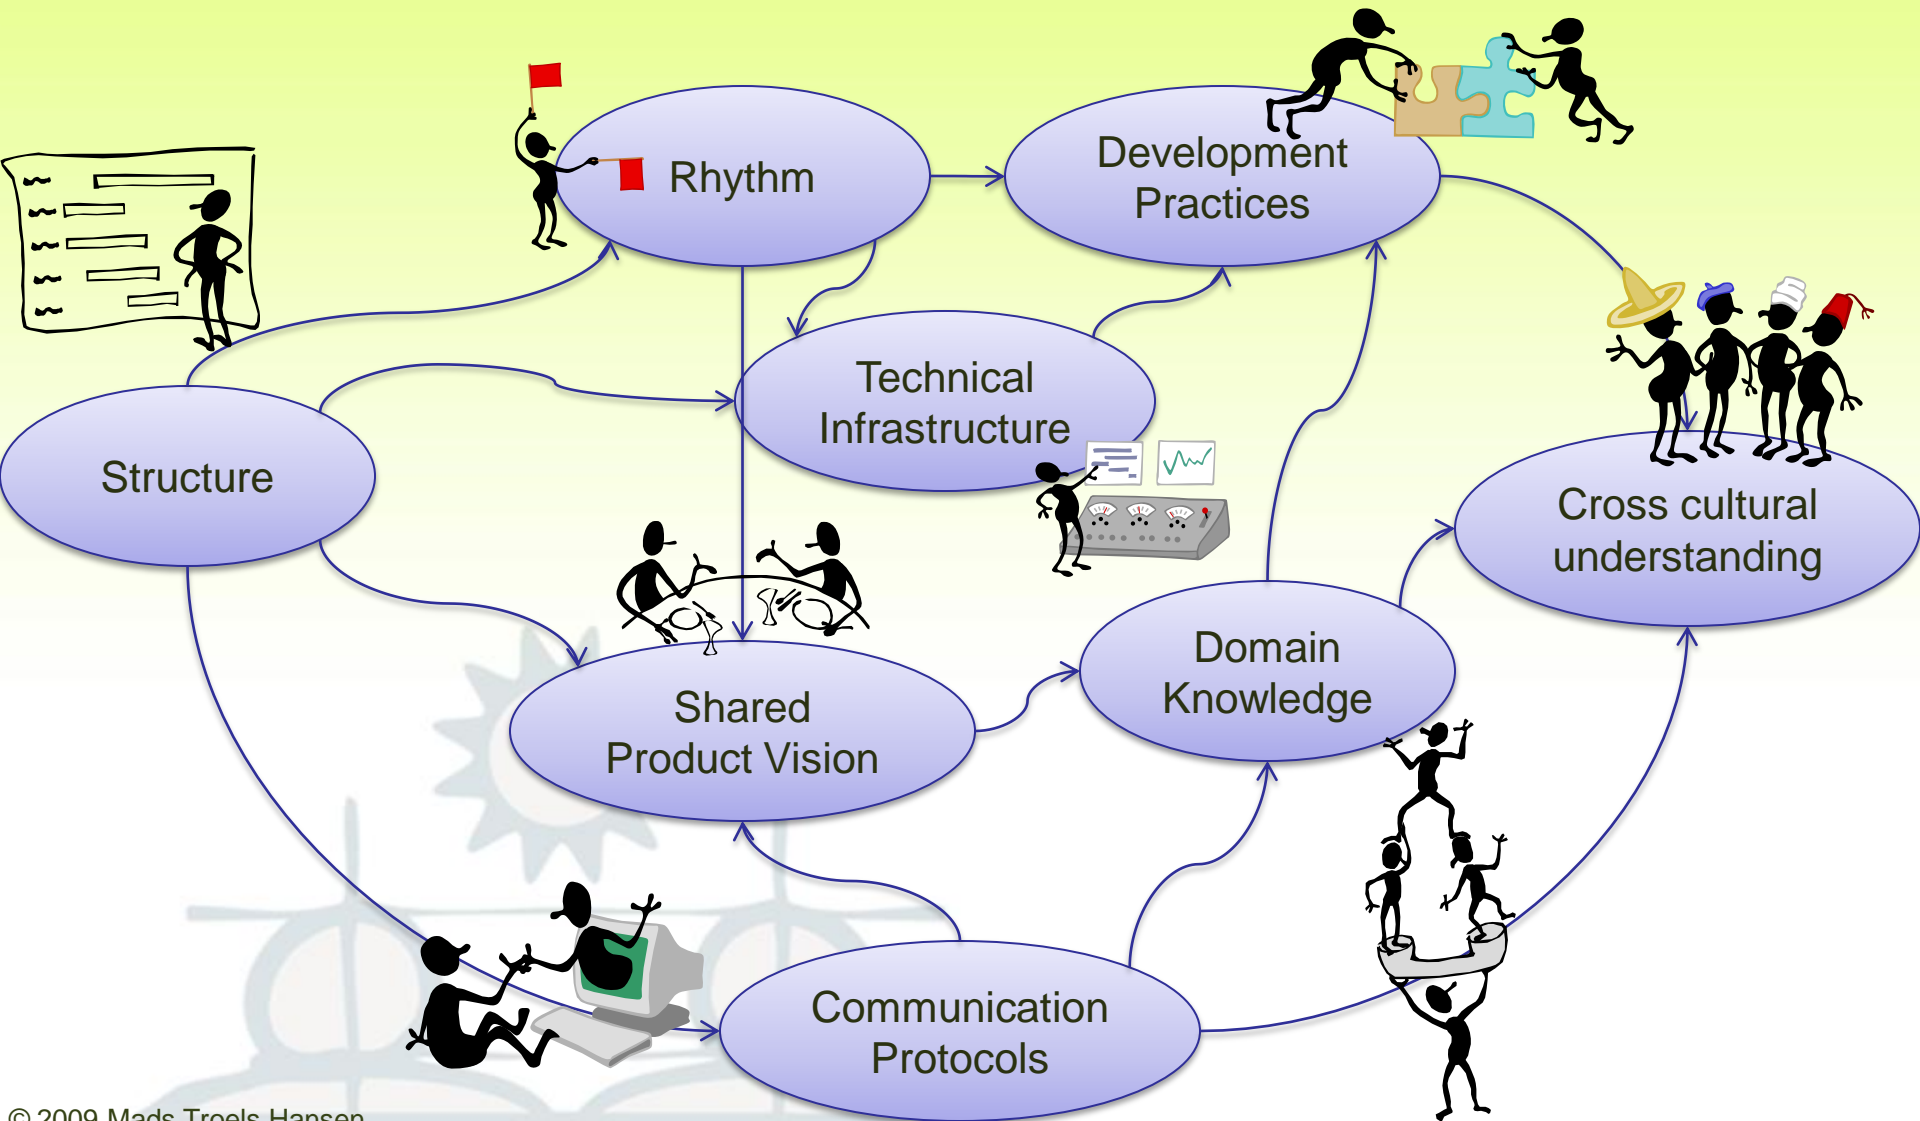 Rhythm
Development
Practices
Technical
Infrastructure
Structure
Cross cultural
understanding
Domain
Knowledge
Shared
Product Vision
Communication
Protocols
© 2009 Mads Troels Hansen